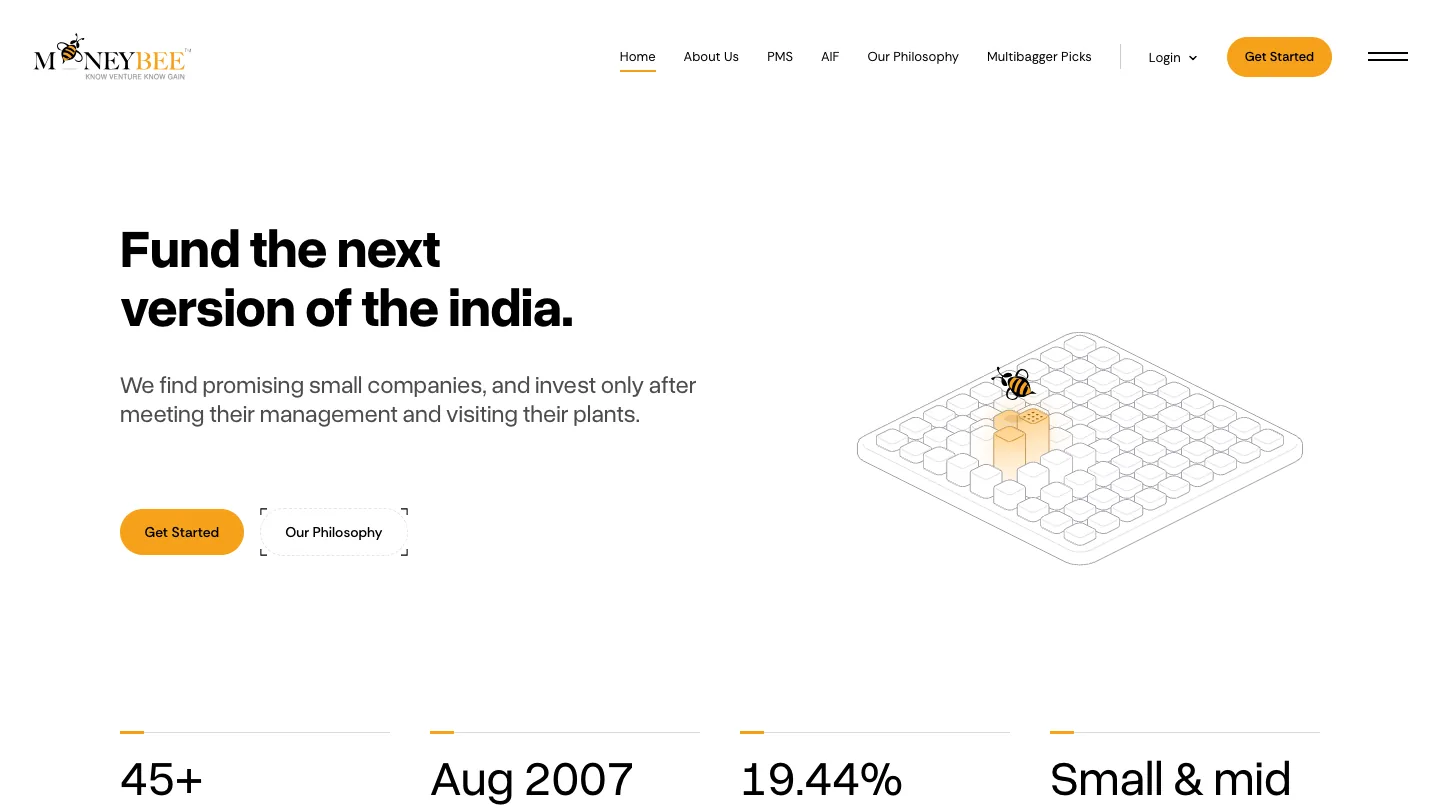 MONEYBEE™
KNOW VENTURE KNOW GAIN
Home
About Us
PMS
AIF
Our Philosophy
Multibagger Picks
Login
Get Started
Fund the next
version of the india.
We find promising small companies, and invest only after
meeting their management and visiting their plants.
Get Started
Our Philosophy
45+
Aug 2007
19.44%
Small & mid